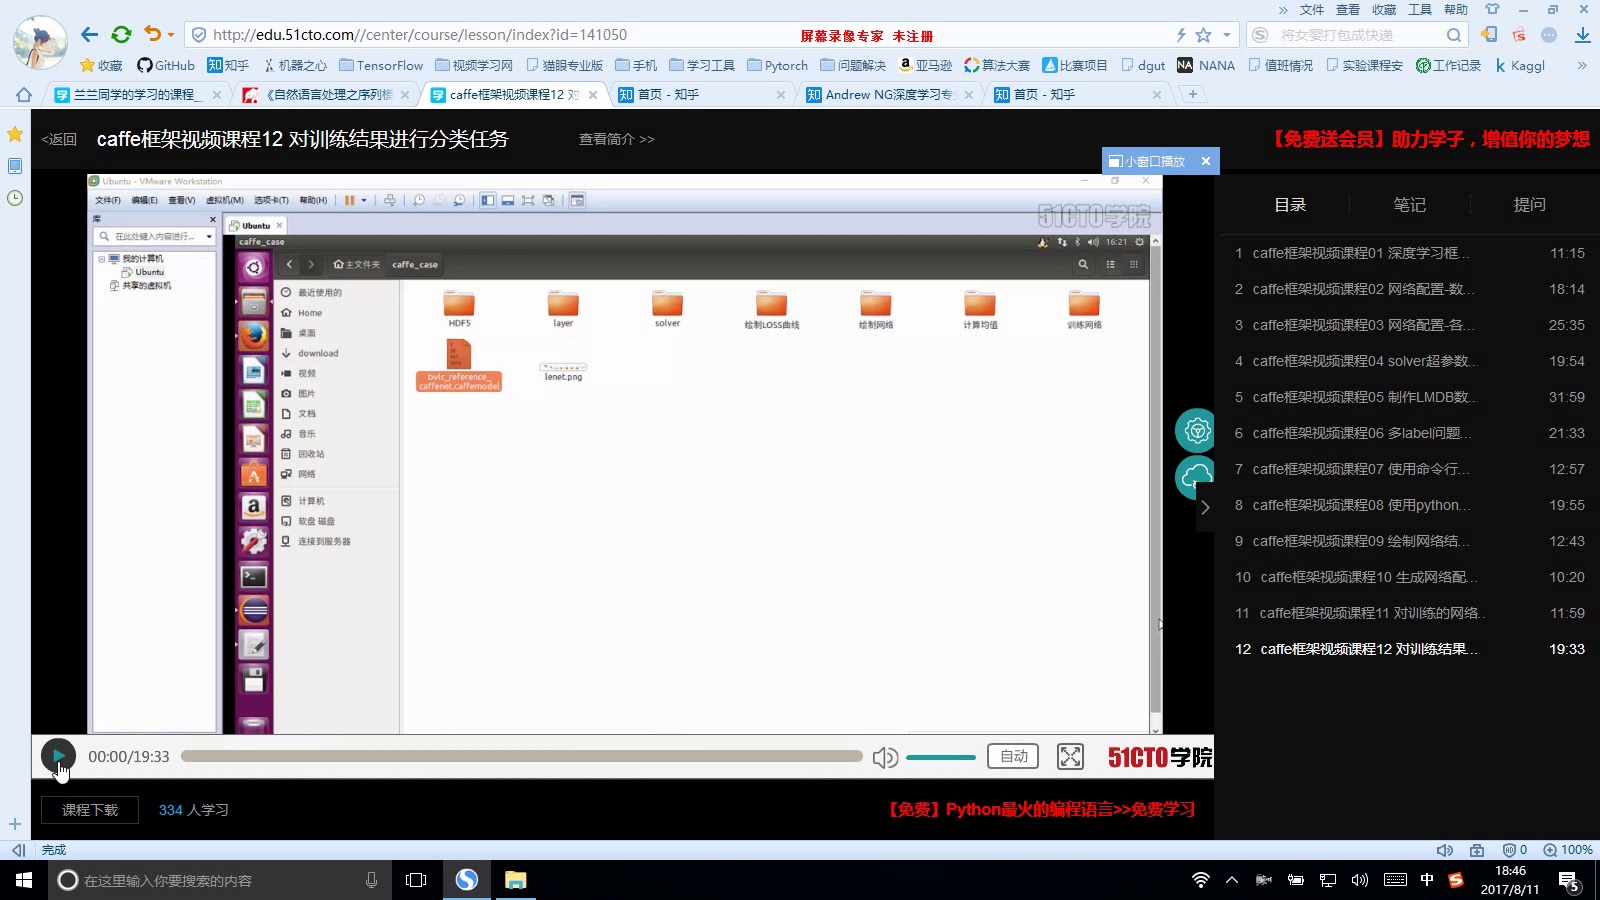 文件 查看 收藏 工具 帮助
http://edu.51cto.com//center/course/lesson/index?id=141050
屏幕录像专家 未注册
将女婴打包成快递
收藏 GitHub 知乎 机器之心 TensorFlow 视频学习网 猫眼专业版 手机 学习工具 Pytorch 问题解决 亚马逊 算法大赛 比赛项目 dgut NANA 值班情况 实验课程安 工作记录 Kaggl
兰兰同学的学习的课程_ 《自然语言处理之序列模 caffe框架视频课程12 对 首页 - 知乎 Andrew NG深度学习专 首页 - 知乎
<返回 caffe框架视频课程12 对训练结果进行分类任务 查看简介 >>
【免费送会员】助力学子，增值你的梦想
小窗口播放
Ubuntu - VMware Workstation
文件(F) 编辑(E) 查看(V) 虚拟机(M) 选项卡(T) 帮助(H)
51CTO学院
库
在此处键入内容进行...
我的计算机
Ubuntu
共享的虚拟机
Ubuntu
caffe_case
16:21
主文件夹 caffe_case
最近使用的
Home
桌面
download
视频
图片
文档
音乐
回收站
网络
计算机
软盘 磁盘
连接到服务器
HDF5 layer solver 绘制LOSS曲线 绘制网络 计算均值 训练网络
bvlc_reference_
caffenet.caffemodel
lenet.png
目录 笔记 提问
1 caffe框架视频课程01 深度学习框... 11:15
2 caffe框架视频课程02 网络配置-数... 18:14
3 caffe框架视频课程03 网络配置-各... 25:35
4 caffe框架视频课程04 solver超参数... 19:54
5 caffe框架视频课程05 制作LMDB数... 31:59
6 caffe框架视频课程06 多label问题... 21:33
7 caffe框架视频课程07 使用命令行... 12:57
8 caffe框架视频课程08 使用python... 19:55
9 caffe框架视频课程09 绘制网络结... 12:43
10 caffe框架视频课程10 生成网络配... 10:20
11 caffe框架视频课程11 对训练的网络.. 11:59
12 caffe框架视频课程12 对训练结果... 19:33
00:00/19:33 自动 51CTO学院
课程下载 334 人学习
【免费】Python最火的编程语言>>免费学习
完成
0 100%
在这里输入你要搜索的内容
中
18:46
2017/8/11
5